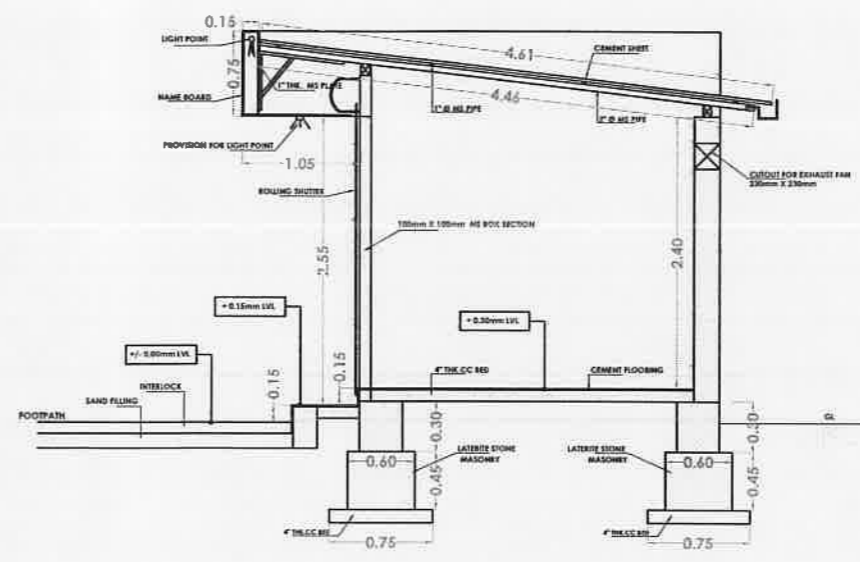 0.15
LIGHT POINT
4.61
CEMENT SHEET
0.75
1" THK. MS PLATE
4.46
NAME BOARD
1" Ø MS PIPE
2" Ø MS PIPE
PROVISION FOR LIGHT POINT
1.05
CUTOUT FOR EXHAUST FAN
230mm X 230mm
ROLLING SHUTTER
100mm X 100mm MS BOX SECTION
2.55
2.40
+ 0.15mm LVL
+ 0.30mm LVL
+/- 0.00mm LVL
0.15
0.15
4" THK.CC BED
CEMENT FLOORING
INTERLOCK
SAND FILLING
FOOTPATH
0.30
0.30
LATERITE STONE
MASONRY
LATERITE STONE
MASONRY
0.60
0.60
0.45
0.45
4" THK.CC BED
4" THK.CC BED
0.75
0.75